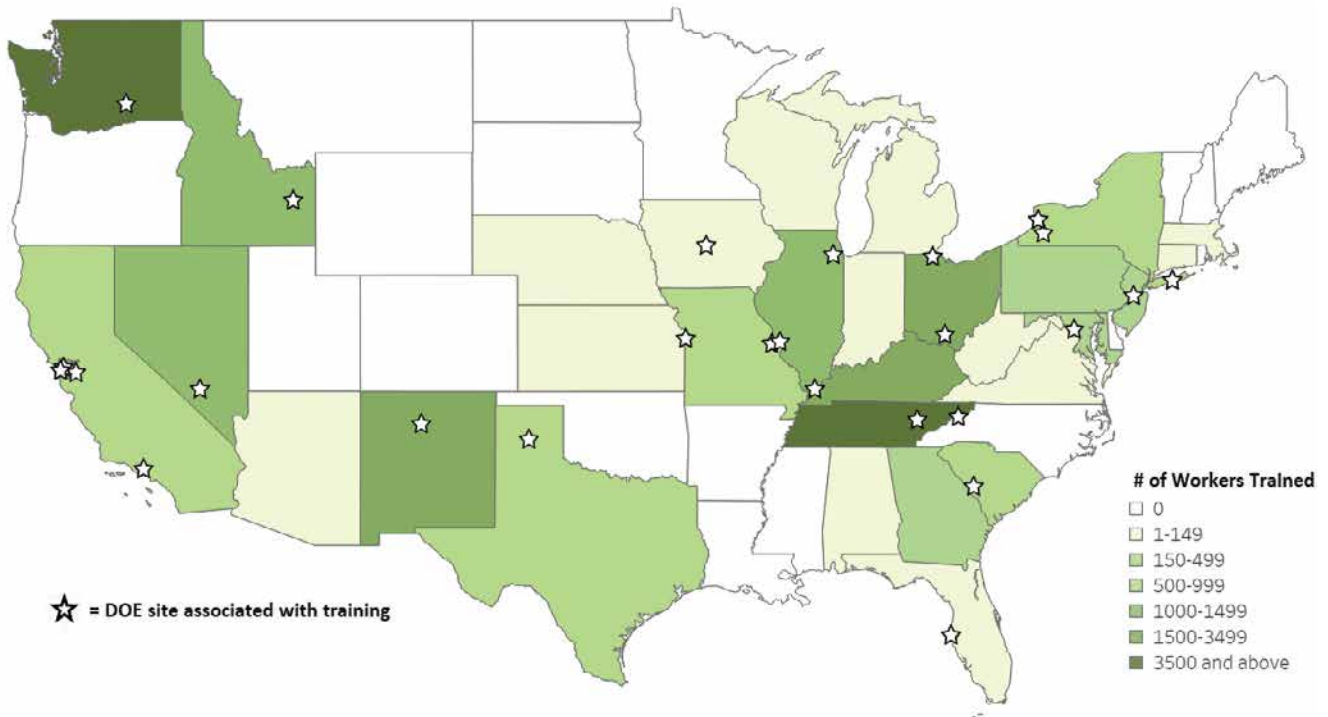 # of Workers TraIned
0
1-149
150-499
500-999
1000-1499
1500-3499
3500 and above
= DOE site associated with training